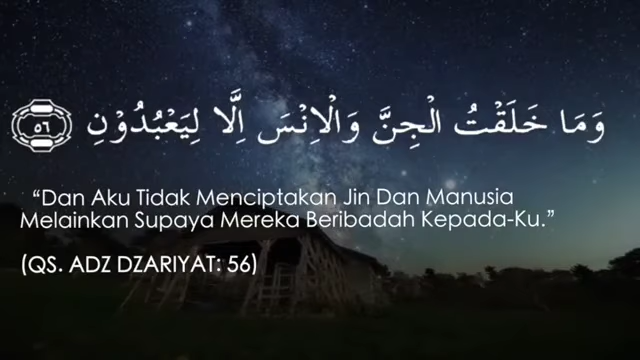 وَمَا خَلَقْتُ الْجِنَّ وَالْاِنْسَ اِلَّا لِيَعْبُدُوْنِ ٥٦
“Dan Aku Tidak Menciptakan Jin Dan Manusia
Melainkan Supaya Mereka Beribadah Kepada-Ku.”
(QS. ADZ DZARIYAT: 56)